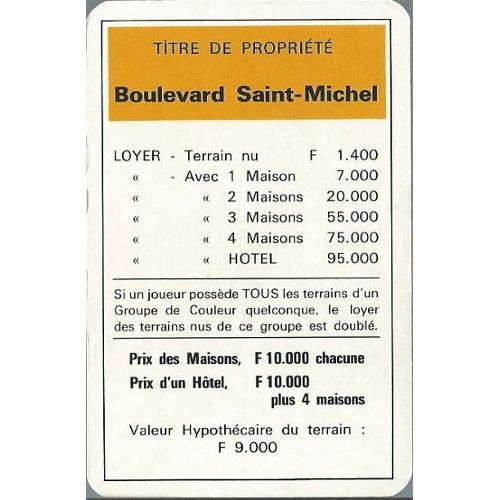 TÎTRE DE PROPRIÉTÉ
Boulevard Saint-Michel
LOYER - Terrain nu F 1.400
« - Avec 1 Maison 7.000
« « 2 Maisons 20.000
« « 3 Maisons 55.000
« « 4 Maisons 75.000
« « HOTEL 95.000
Si un joueur possède TOUS les terrains d'un
Groupe de Couleur quelconque, le loyer
des terrains nus de ce groupe est doublé.
Prix des Maisons, F 10.000 chacune
Prix d'un Hôtel, F 10.000
plus 4 maisons
Valeur Hypothécaire du terrain :
F 9.000